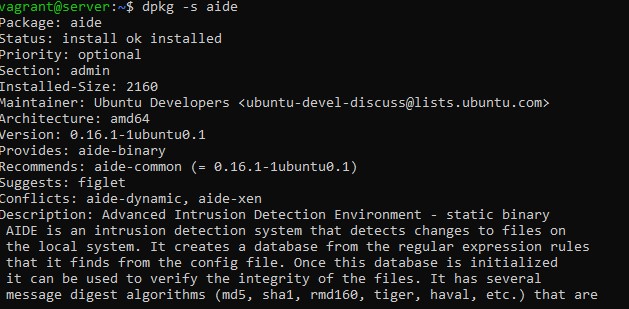 vagrant@server:~$ dpkg -s aide
Package: aide
Status: install ok installed
Priority: optional
Section: admin
Installed-Size: 2160
Maintainer: Ubuntu Developers <ubuntu-devel-discuss@lists.ubuntu.com>
Architecture: amd64
Version: 0.16.1-1ubuntu0.1
Provides: aide-binary
Recommends: aide-common (= 0.16.1-1ubuntu0.1)
Suggests: figlet
Conflicts: aide-dynamic, aide-xen
Description: Advanced Intrusion Detection Environment - static binary
 AIDE is an intrusion detection system that detects changes to files on
 the local system. It creates a database from the regular expression rules
 that it finds from the config file. Once this database is initialized
 it can be used to verify the integrity of the files. It has several
 message digest algorithms (md5, sha1, rmd160, tiger, haval, etc.) that are